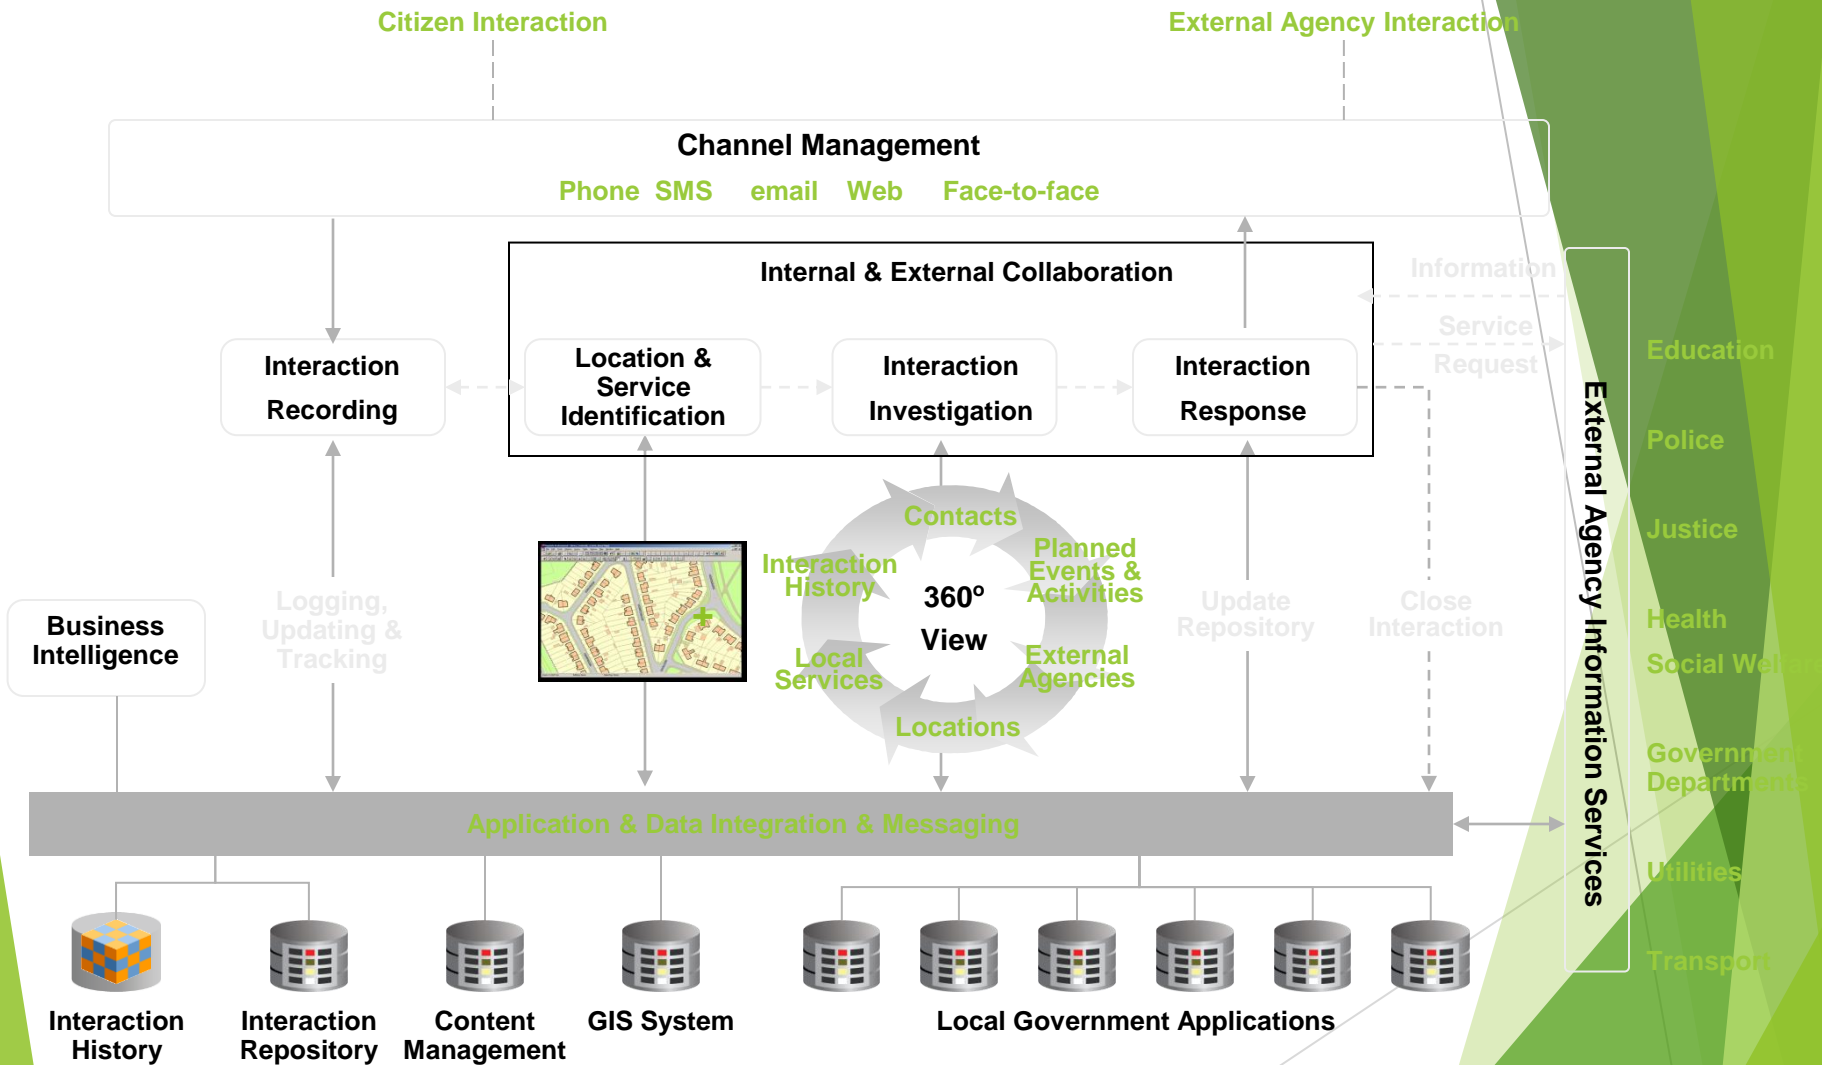 Citizen Interaction
External Agency Interaction
Channel Management
Phone SMS email Web Face-to-face
Internal & External Collaboration
Information
Service
Request
Interaction
Recording
Location &
Service
Identification
Interaction
Investigation
Interaction
Response
External Agency Information Services
Education
Police
Justice
Health
Social Welfare
Government
Departments
Utilities
Transport
Business
Intelligence
Logging,
Updating &
Tracking
Contacts
Planned
Events &
Activities
External
Agencies
Locations
Local
Services
Interaction
History
360º
View
Update
Repository
Close
Interaction
Application & Data Integration & Messaging
Interaction
History
Interaction
Repository
Content
Management
GIS System
Local Government Applications